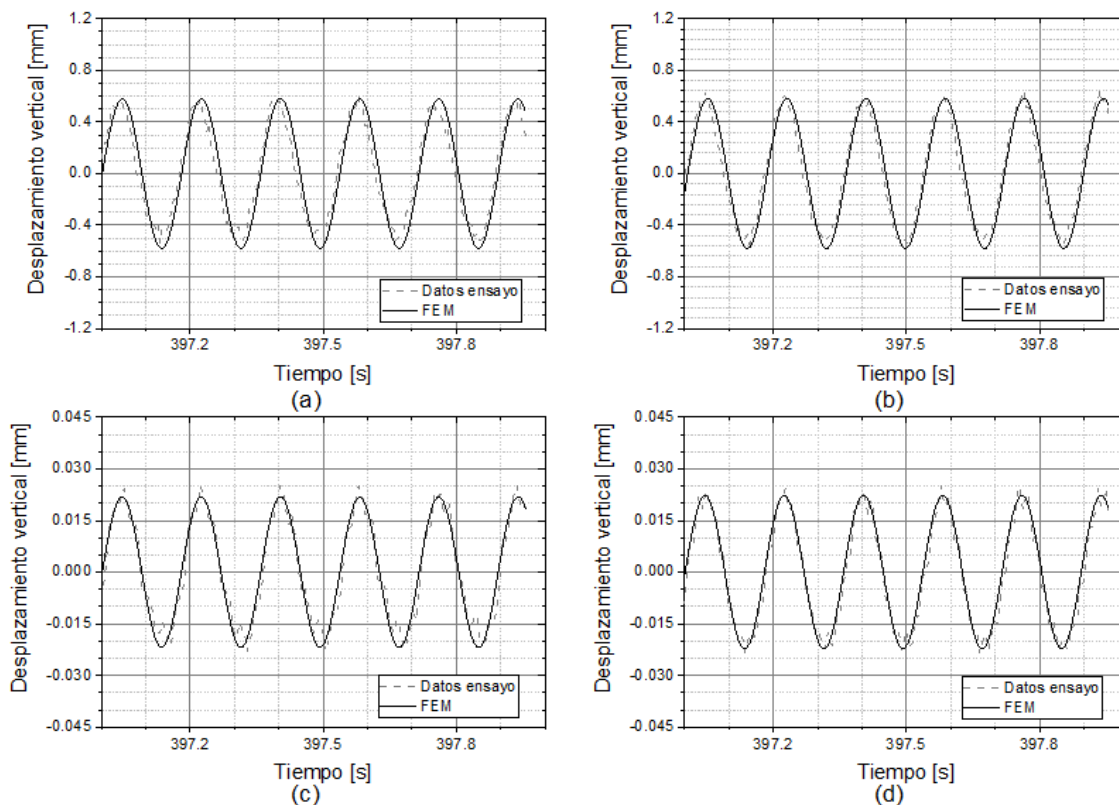 Desplazamiento vertical [mm]
1.2
0.8
0.4
0.0
-0.4
-0.8
-1.2
Datos ensayo
FEM
397.2 397.5 397.8
Tiempo [s]
(a)
Desplazamiento vertical [mm]
1.2
0.8
0.4
0.0
-0.4
-0.8
-1.2
Datos ensayo
FEM
397.2 397.5 397.8
Tiempo [s]
(b)
Desplazamiento vertical [mm]
0.045
0.030
0.015
0.000
-0.015
-0.030
-0.045
Datos ensayo
FEM
397.2 397.5 397.8
Tiempo [s]
(c)
Desplazamiento vertical [mm]
0.045
0.030
0.015
0.000
-0.015
-0.030
-0.045
Datos ensayo
FEM
397.2 397.5 397.8
Tiempo [s]
(d)